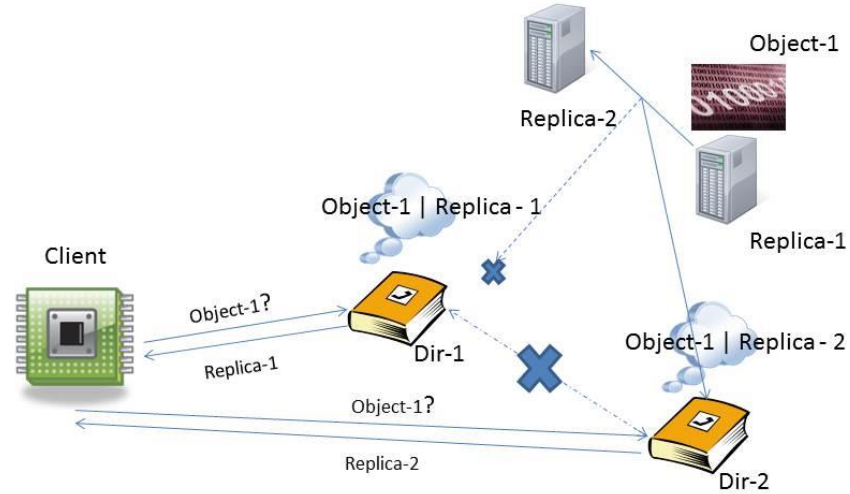 Object-1
Replica-2
Object-1 | Replica - 1
Replica-1
Client
Object-1?
Replica-1
Dir-1
Object-1 | Replica - 2
Object-1?
Replica-2
Dir-2